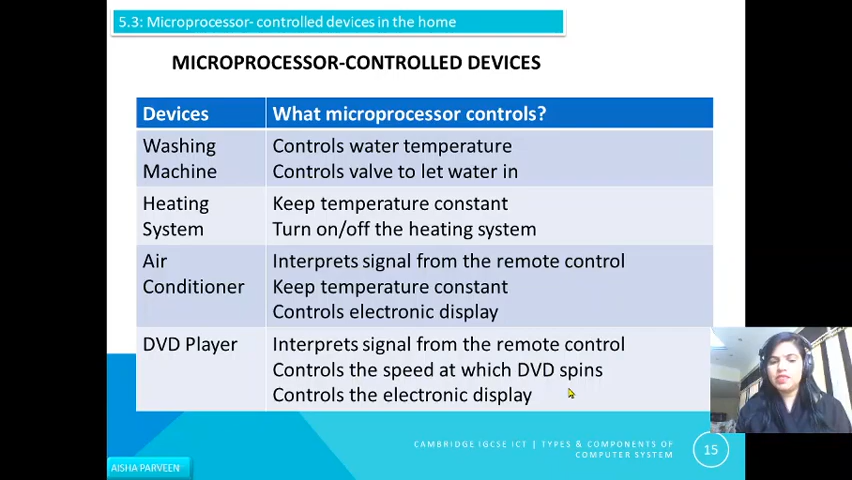 5.3: Microprocessor- controlled devices in the home
MICROPROCESSOR-CONTROLLED DEVICES
Devices What microprocessor controls?
Washing Controls water temperature
Machine Controls valve to let water in
Heating Keep temperature constant
System Turn on/off the heating system
Air Interprets signal from the remote control
Conditioner Keep temperature constant
Controls electronic display
DVD Player Interprets signal from the remote control
Controls the speed at which DVD spins
Controls the electronic display
CAMBRIDGE IGCSE ICT | TYPES & COMPONENTS OF
COMPUTER SYSTEM
15
AISHA PARVEEN